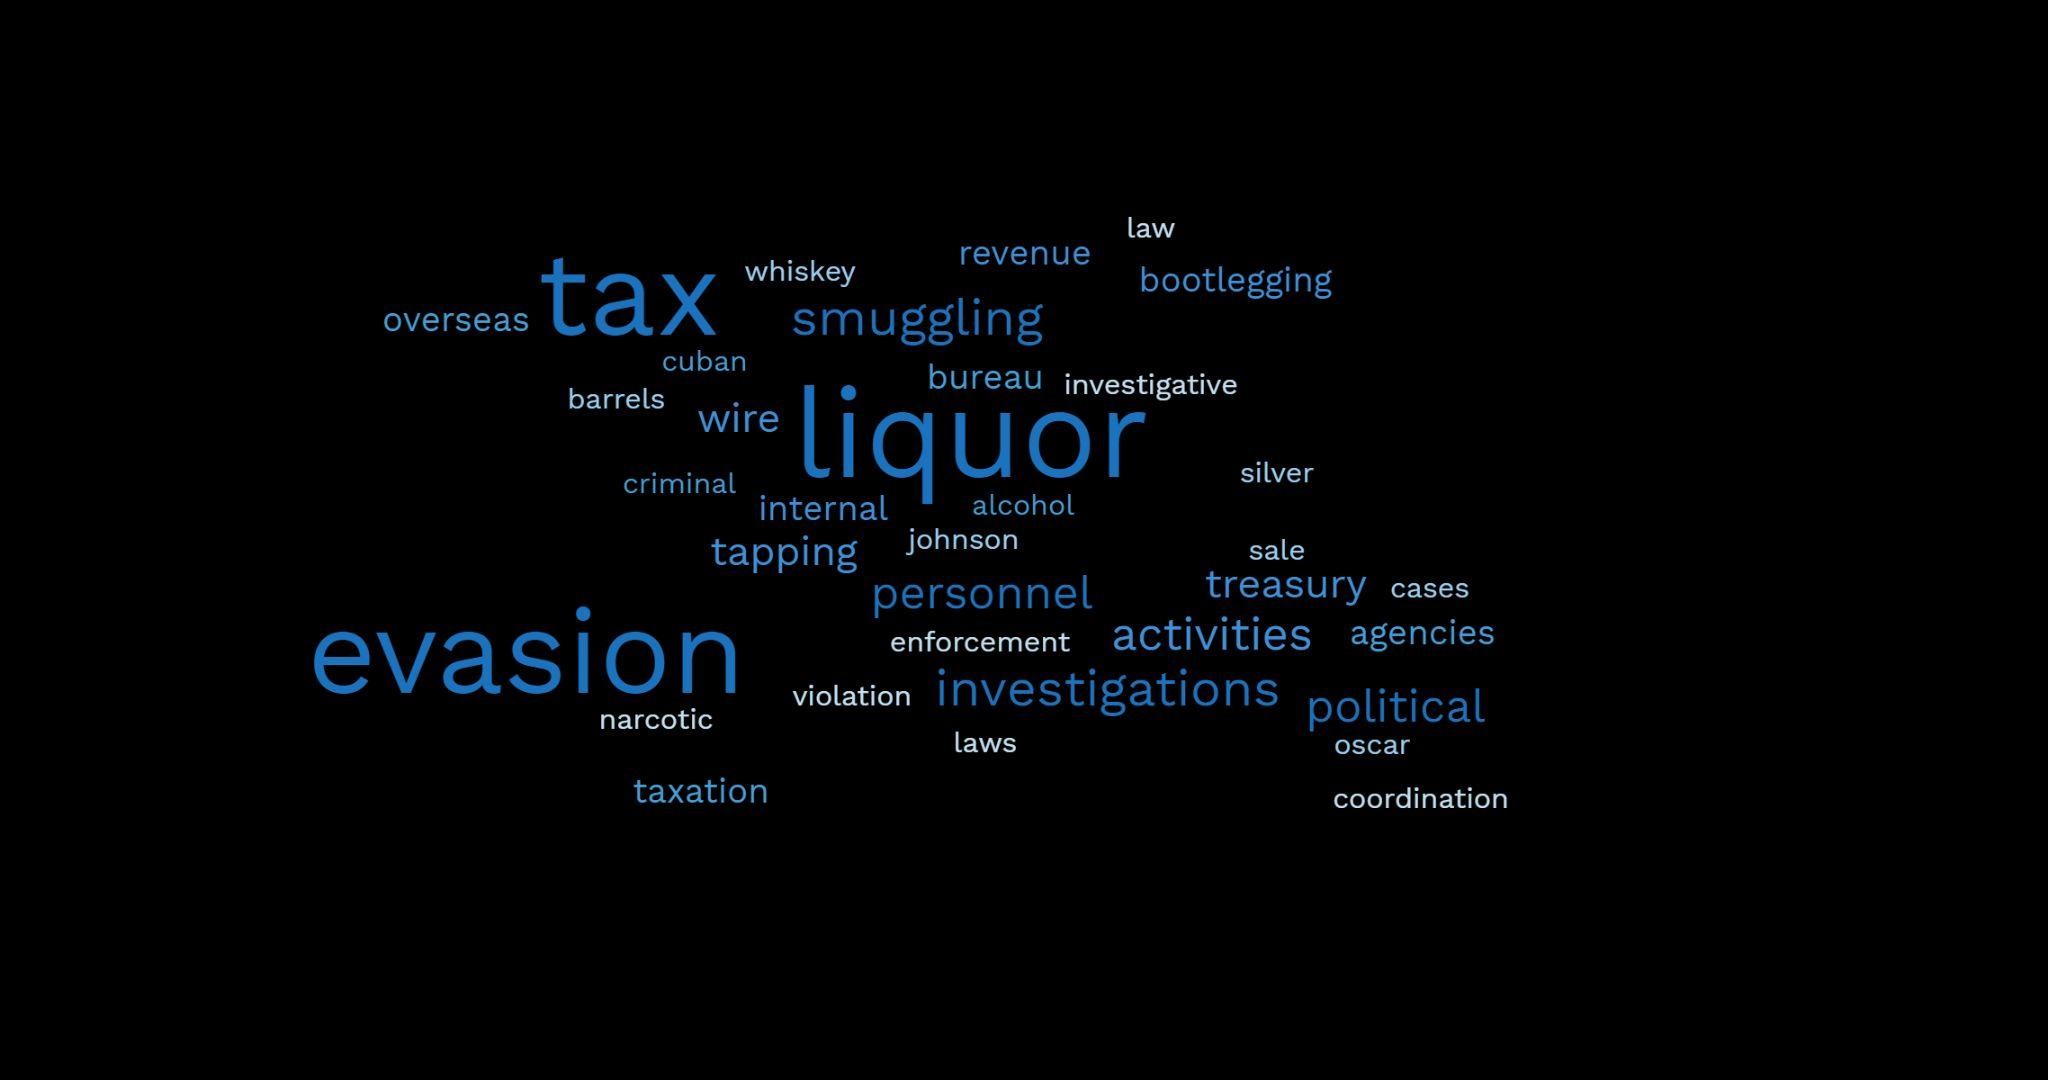 law
revenue
whiskey
bootlegging
tax
overseas
smuggling
cuban
bureau
investigative
barrels
wire
liquor
silver
criminal
internal
alcohol
johnson
tapping
sale
treasury
cases
personnel
activities
agencies
enforcement
evasion
investigations
violation
political
narcotic
laws
oscar
taxation
coordination